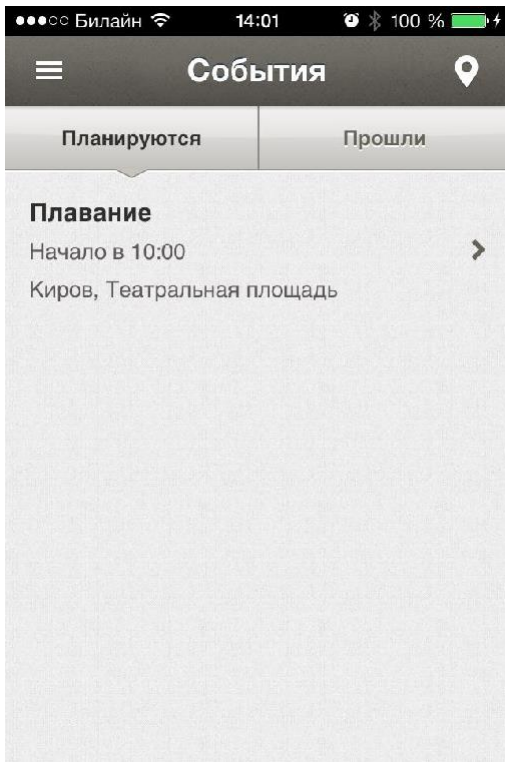 Билайн 14:01 100 %
События
Планируются Прошли
Плавание
Начало в 10:00
Киров, Театральная площадь